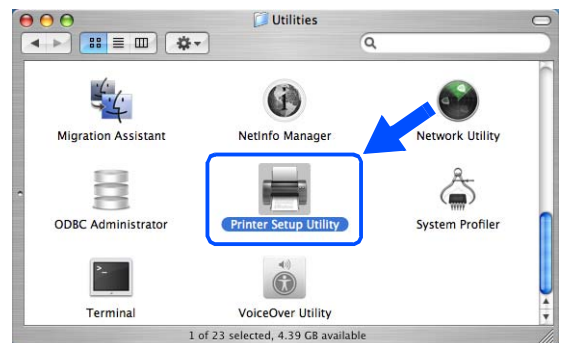 Utilities
Migration Assistant
NetInfo Manager
Network Utility
ODBC Administrator
Printer Setup Utility
System Profiler
Terminal
VoiceOver Utility
1 of 23 selected, 4.39 GB available